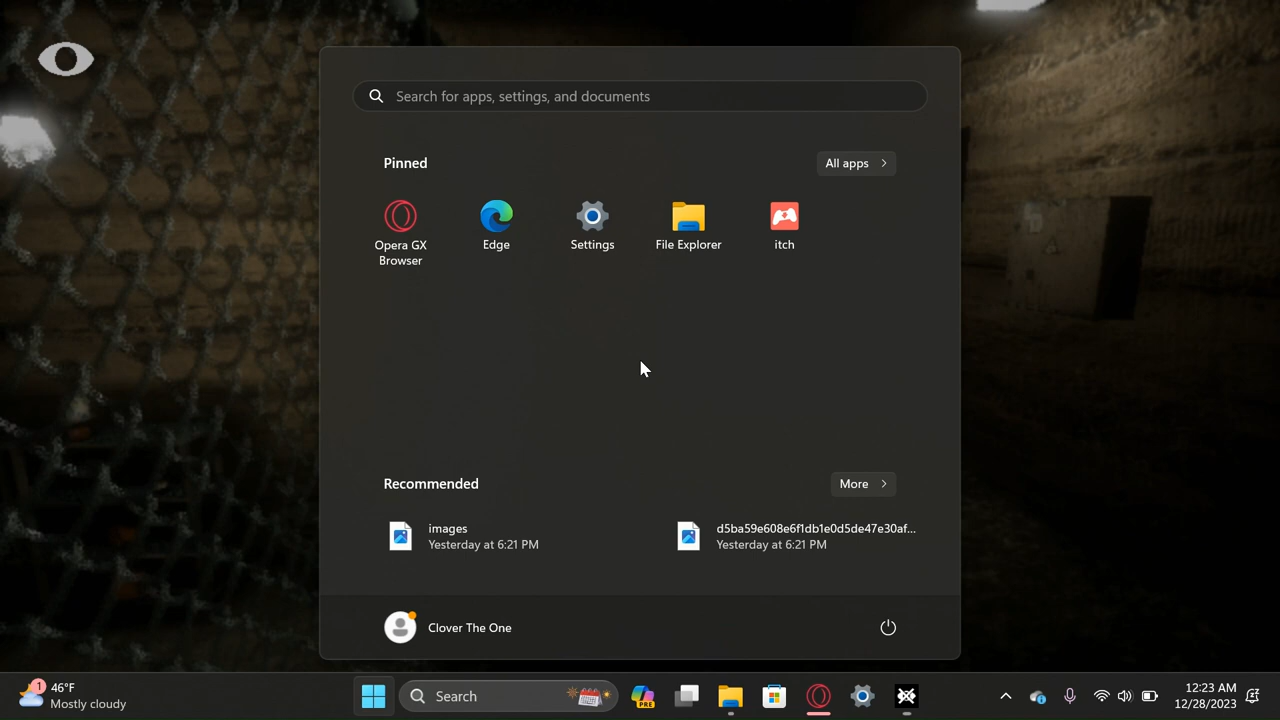 Search for apps, settings, and documents
Pinned
All apps
Opera GX
Browser
Edge
Settings
File Explorer
itch
Recommended
More
images
Yesterday at 6:21 PM
d5ba59e608e6f1db1e0d5de47e30af...
Yesterday at 6:21 PM
Clover The One
1
46°F
Mostly cloudy
Search
PRE
12:23 AM
12/28/2023